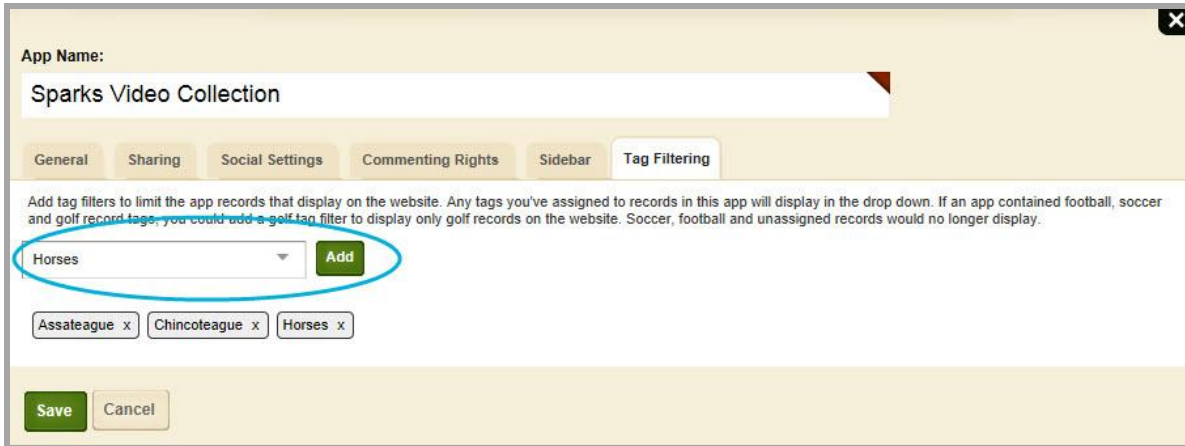 X
App Name:
Sparks Video Collection
General Sharing Social Settings Commenting Rights Sidebar Tag Filtering
Add tag filters to limit the app records that display on the website. Any tags you've assigned to records in this app will display in the drop down. If an app contained football, soccer
and golf record tags, you could add a golf tag filter to display only golf records on the website. Soccer, football and unassigned records would no longer display.
Horses Add
Assateague x Chincoteague x Horses x
Save Cancel